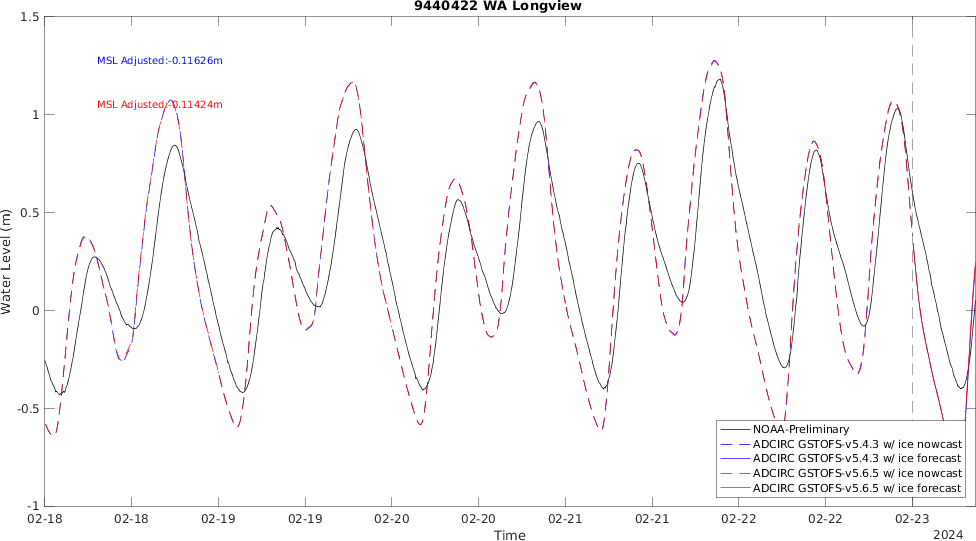 9440422 WA Longview
1.5
MSL Adjusted:-0.11626m
MSL Adjusted:-0.11424m
1
0.5
Water Level (m)
0
-0.5
NOAA-Preliminary
ADCIRC GSTOFS-v5.4.3 w/ ice nowcast
ADCIRC GSTOFS-v5.4.3 w/ ice forecast
ADCIRC GSTOFS-v5.6.5 w/ ice nowcast
ADCIRC GSTOFS-v5.6.5 w/ ice forecast
-1
02-18 02-18 02-19 02-19 02-20 02-20 02-21 02-21 02-22 02-22 02-23
Time
2024